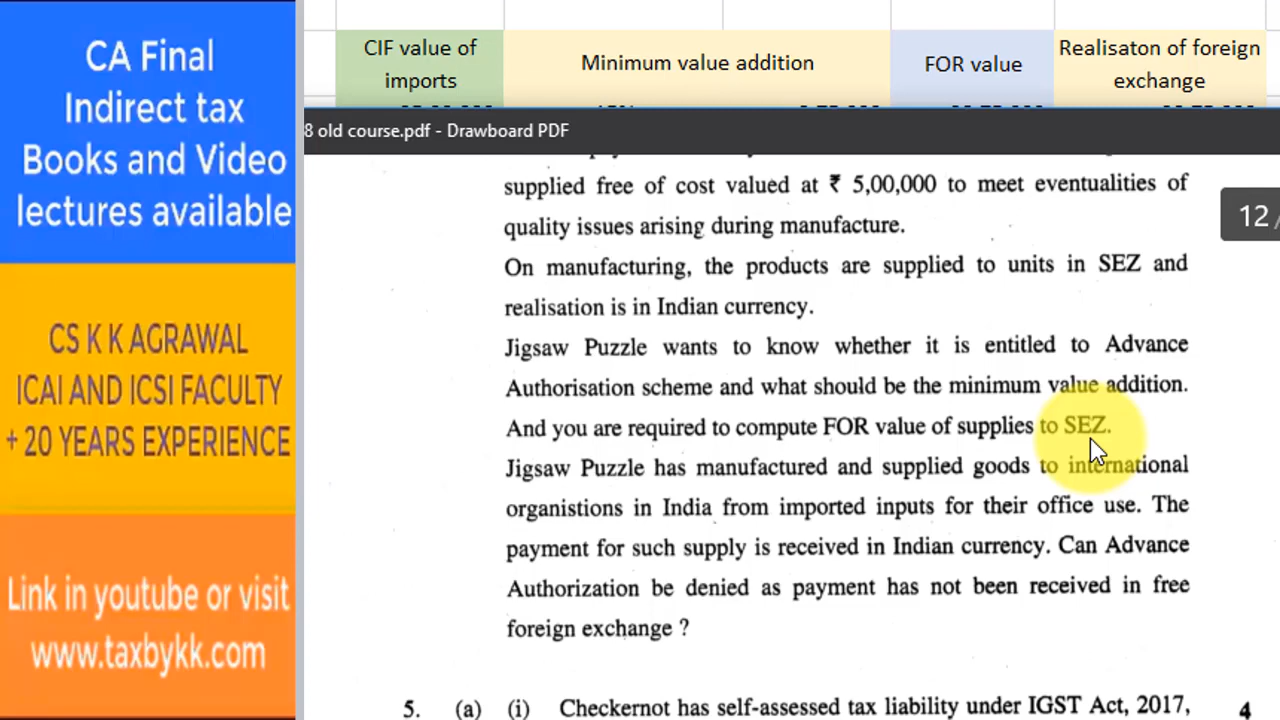 CA Final
Indirect tax
Books and Video
lectures available
CS K K AGRAWAL
ICAI AND ICSI FACULTY
+ 20 YEARS EXPERIENCE
Link in youtube or visit
www.taxbykk.com
CIF value of
imports
Minimum value addition
FOR value
Realisaton of foreign
exchange
8 old course.pdf - Drawboard PDF
12
supplied free of cost valued at ₹ 5,00,000 to meet eventualities of
quality issues arising during manufacture.
On manufacturing, the products are supplied to units in SEZ and
realisation is in Indian currency.
Jigsaw Puzzle wants to know whether it is entitled to Advance
Authorisation scheme and what should be the minimum value addition.
And you are required to compute FOR value of supplies to SEZ.
Jigsaw Puzzle has manufactured and supplied goods to international
organistions in India from imported inputs for their office use. The
payment for such supply is received in Indian currency. Can Advance
Authorization be denied as payment has not been received in free
foreign exchange ?
5. (a) (i) Checkernot has self-assessed tax liability under IGST Act, 2017, 4